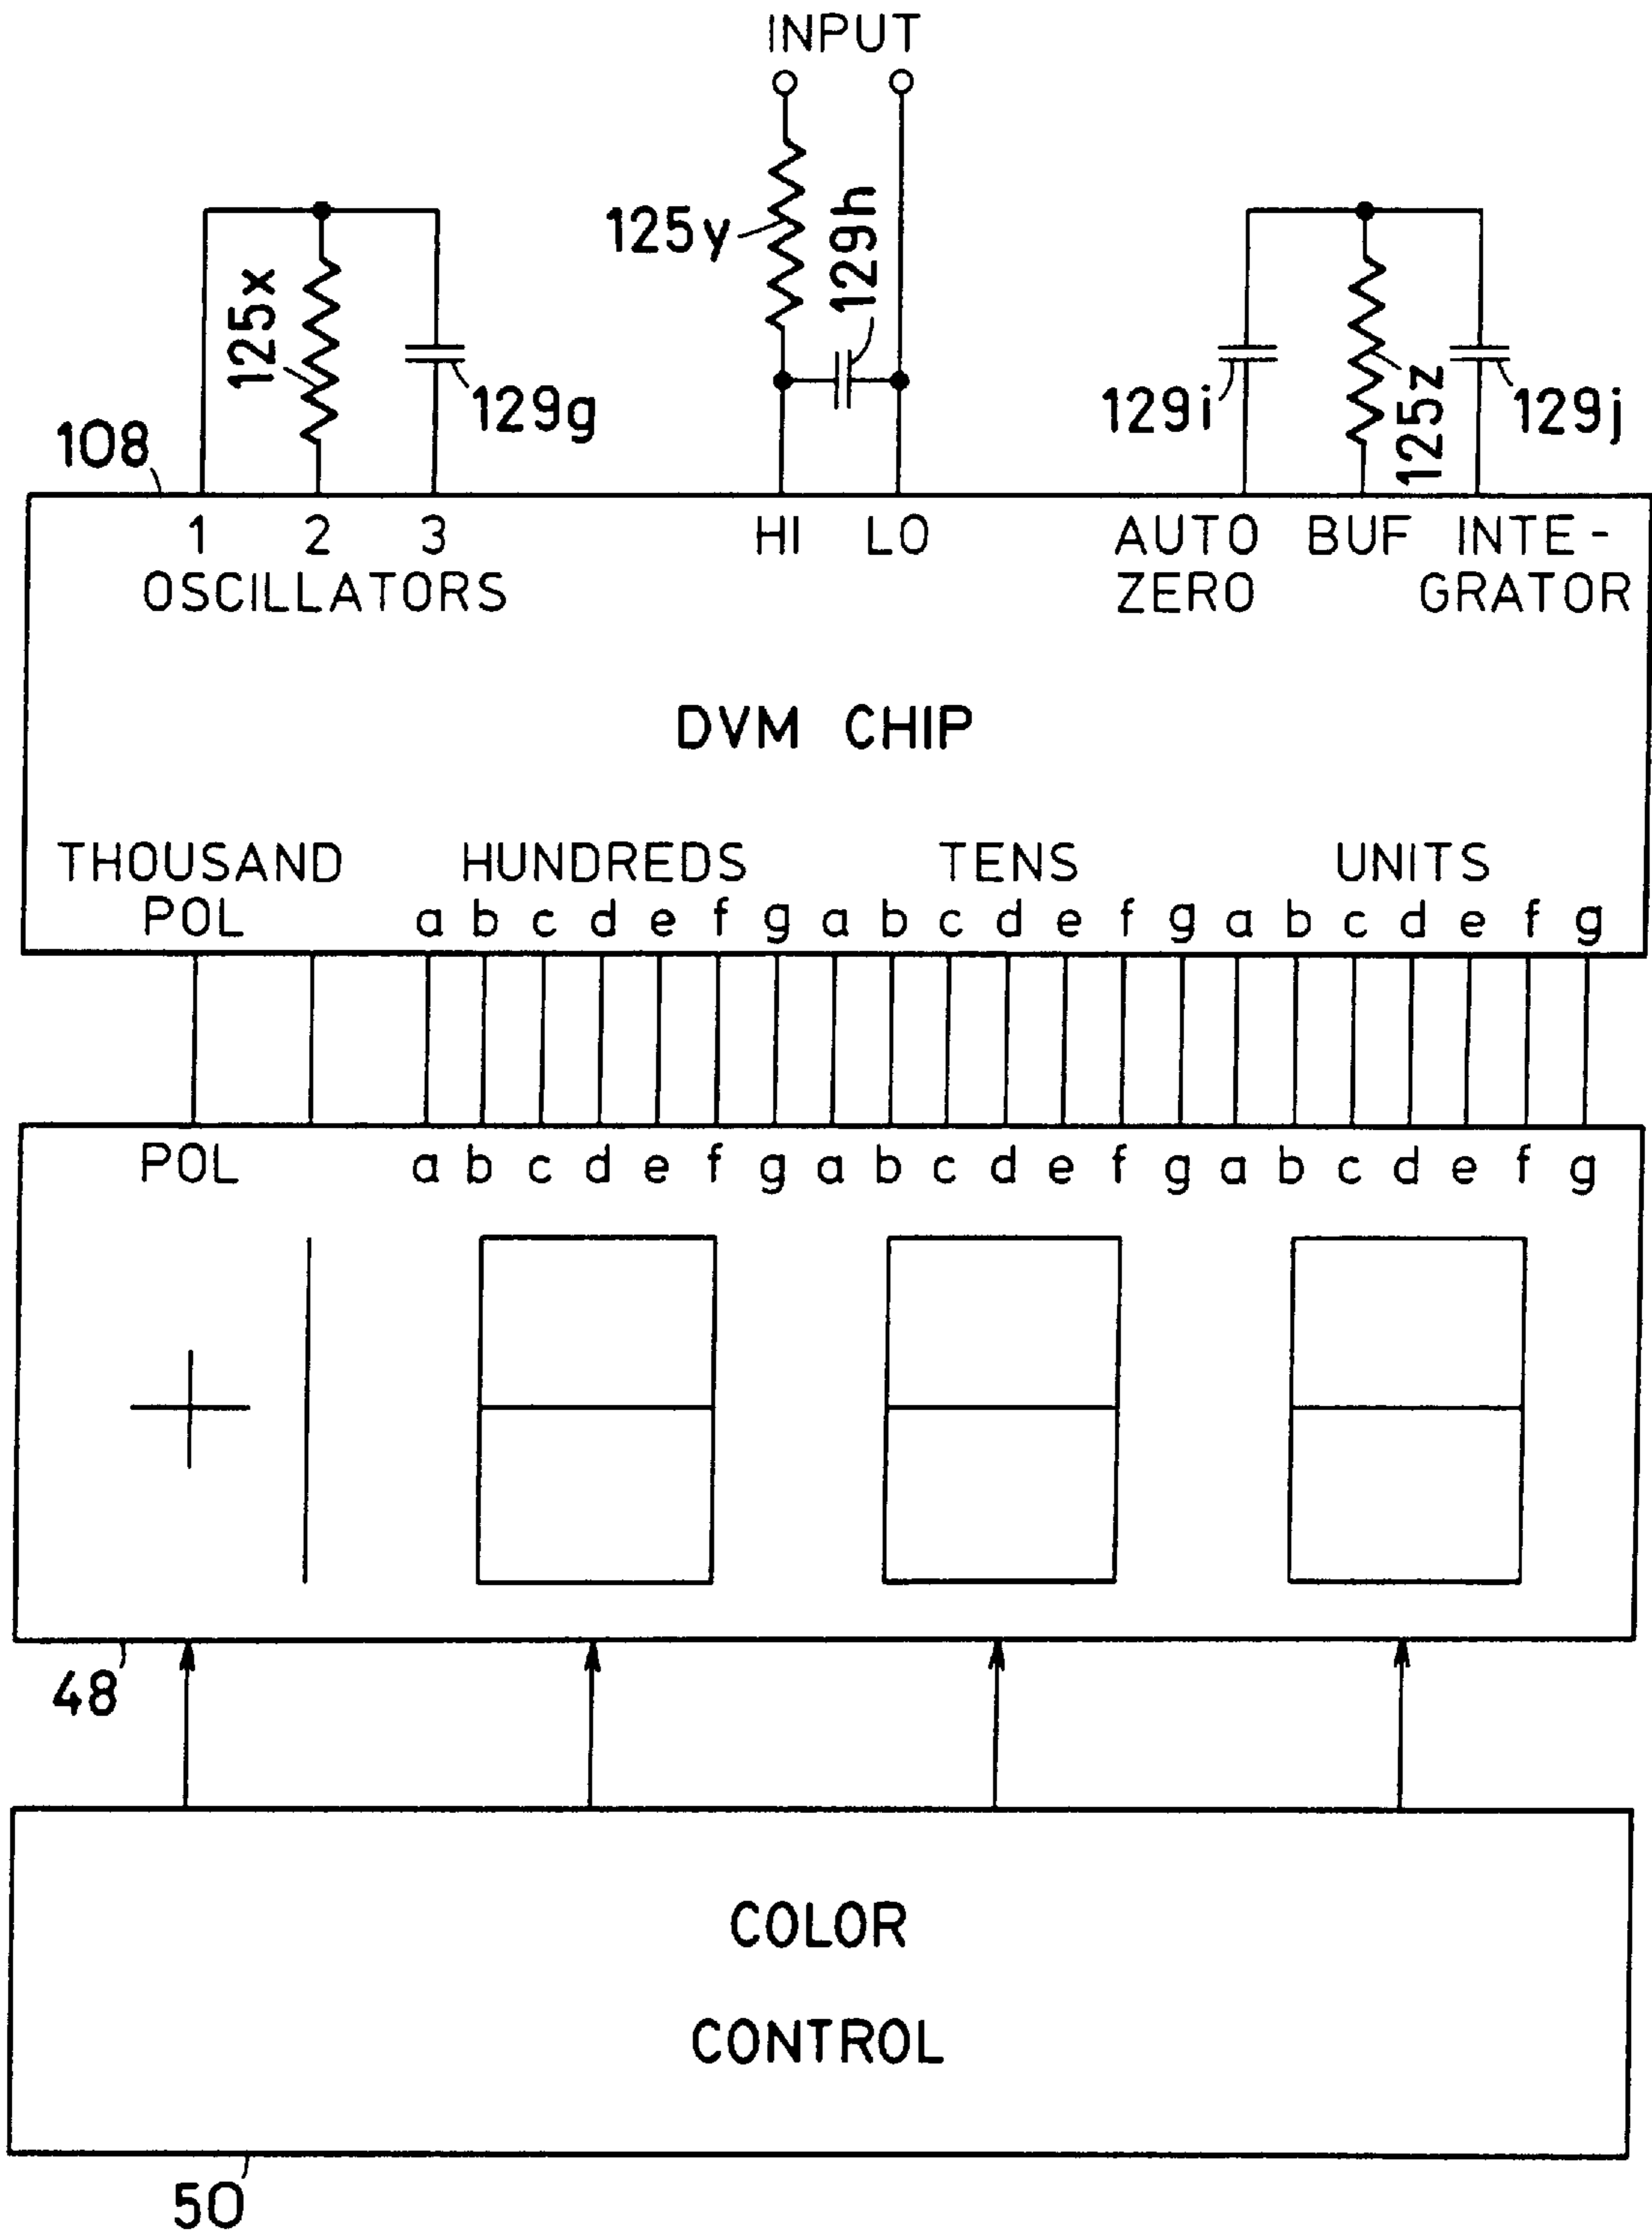 INPUT
125x
129g
125y
129h
129i
125z
129j
108
1 2 3 HI LO AUTO BUF INTE-
OSCILLATORS ZERO GRATOR
DVM CHIP
THOUSAND HUNDREDS TENS UNITS
POL a b c d e f g a b c d e f g a b c d e f g
POL a b c d e f g a b c d e f g a b c d e f g
48
COLOR
CONTROL
50